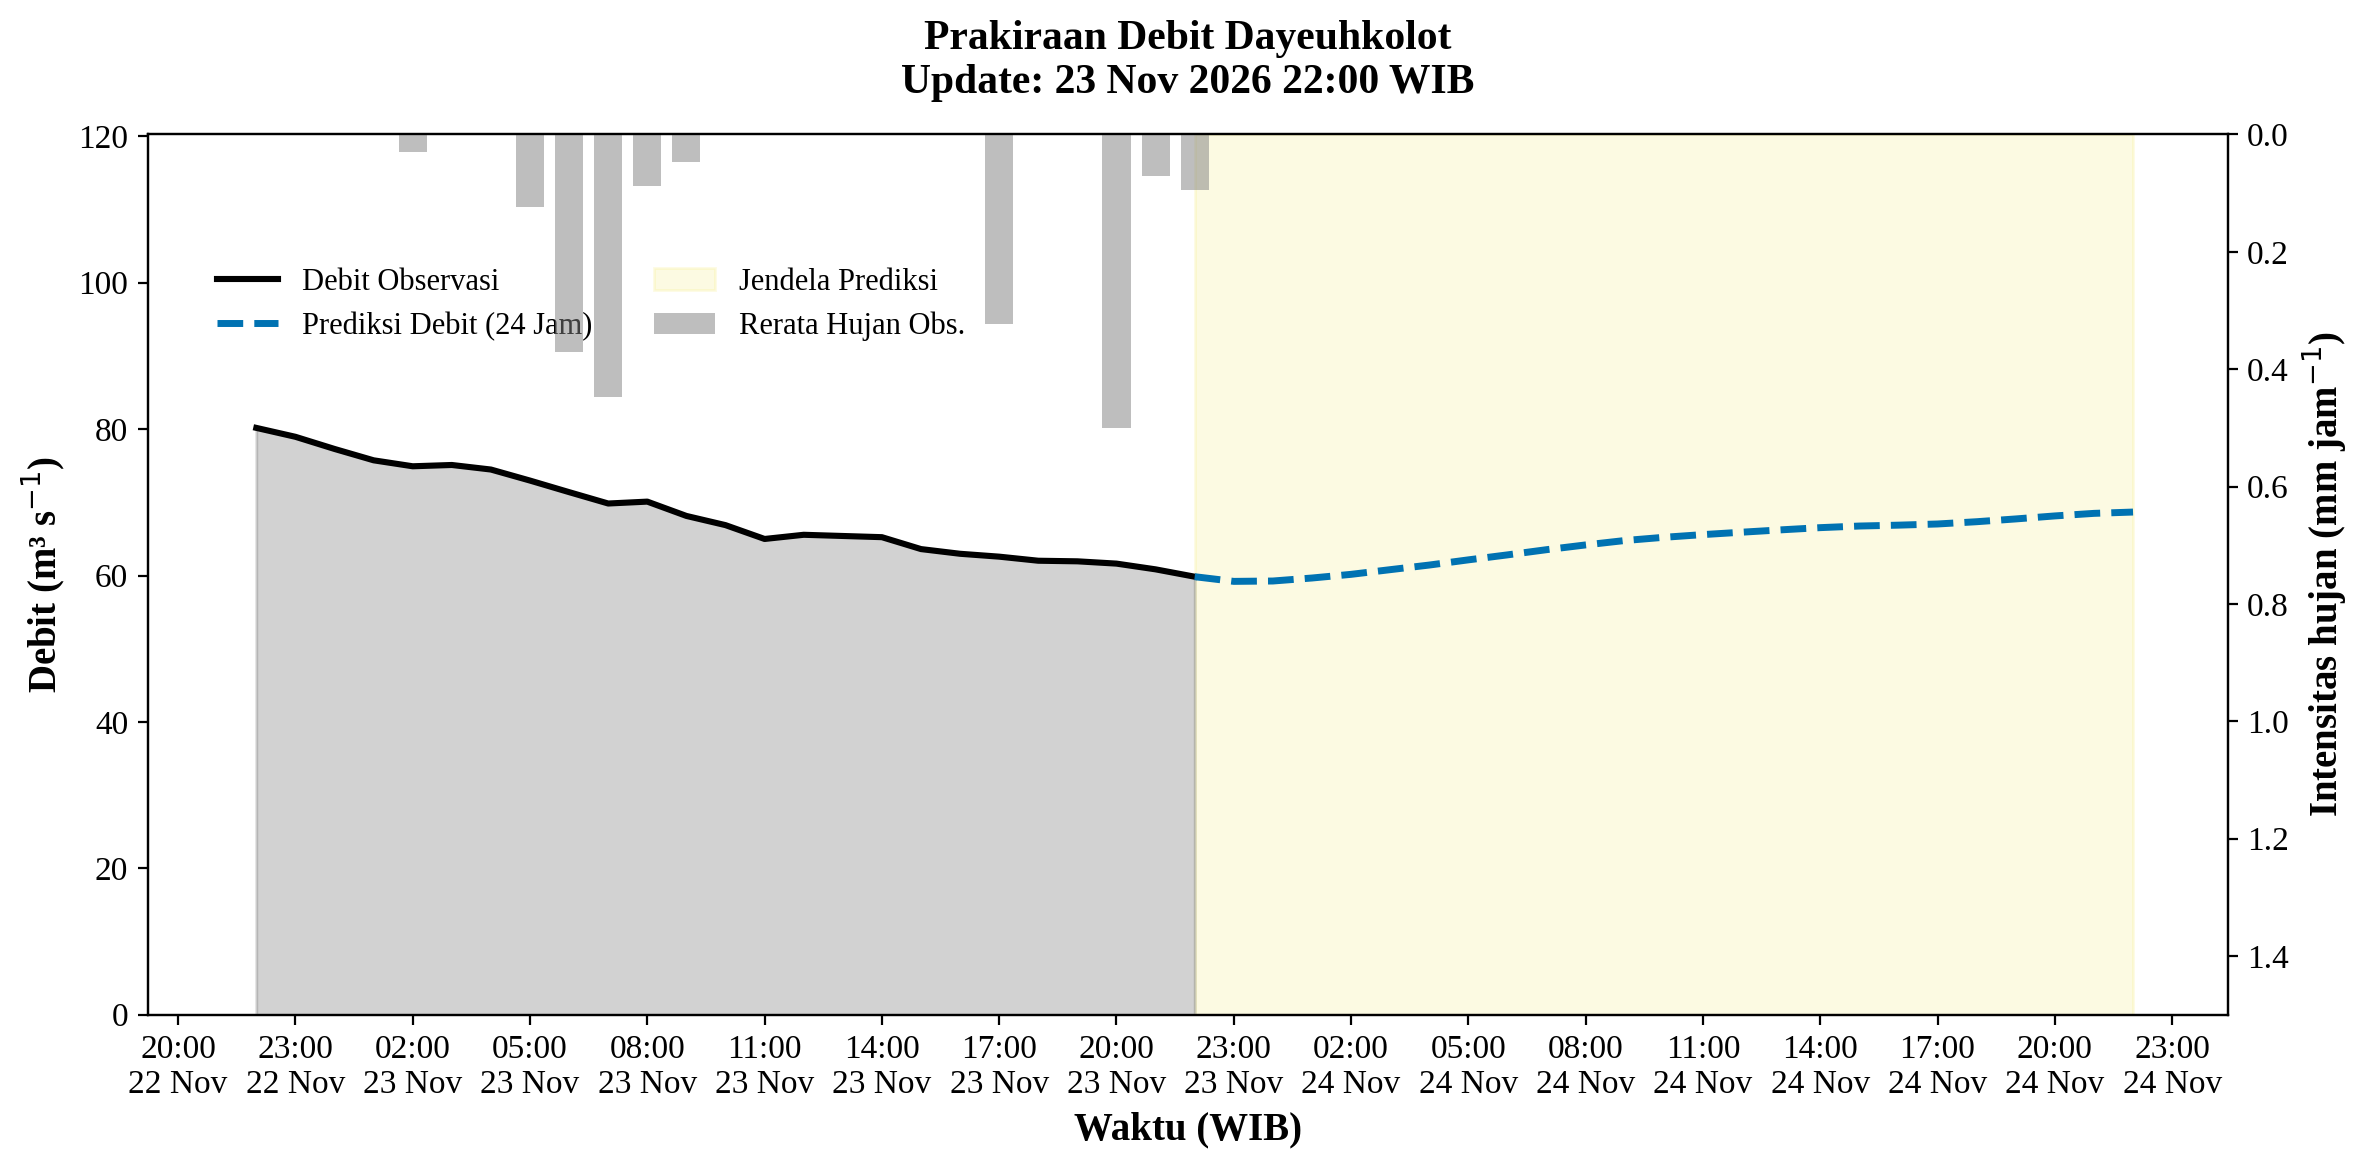 Prakiraan Debit Dayeuhkolot
Update: 23 Nov 2026 22:00 WIB
120
100
80
60
40
20
0
Debit (m³ s⁻¹)
Debit Observasi
Prediksi Debit (24 Jam)
Jendela Prediksi
Rerata Hujan Obs.
0.0
0.2
0.4
0.6
0.8
1.0
1.2
1.4
Intensitas hujan (mm jam⁻¹)
20:00 23:00 02:00 05:00 08:00 11:00 14:00 17:00 20:00 23:00 02:00 05:00 08:00 11:00 14:00 17:00 20:00 23:00
22 Nov 22 Nov 23 Nov 23 Nov 23 Nov 23 Nov 23 Nov 23 Nov 23 Nov 23 Nov 24 Nov 24 Nov 24 Nov 24 Nov 24 Nov 24 Nov 24 Nov 24 Nov
Waktu (WIB)